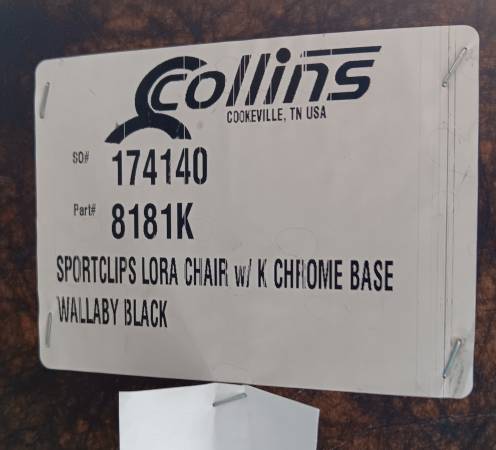 Collins
COOKEVILLE, TN USA
SO# 174140
Part# 8181K
SPORTCLIPS LORA CHAIR w/ K CHROME BASE
WALLABY BLACK